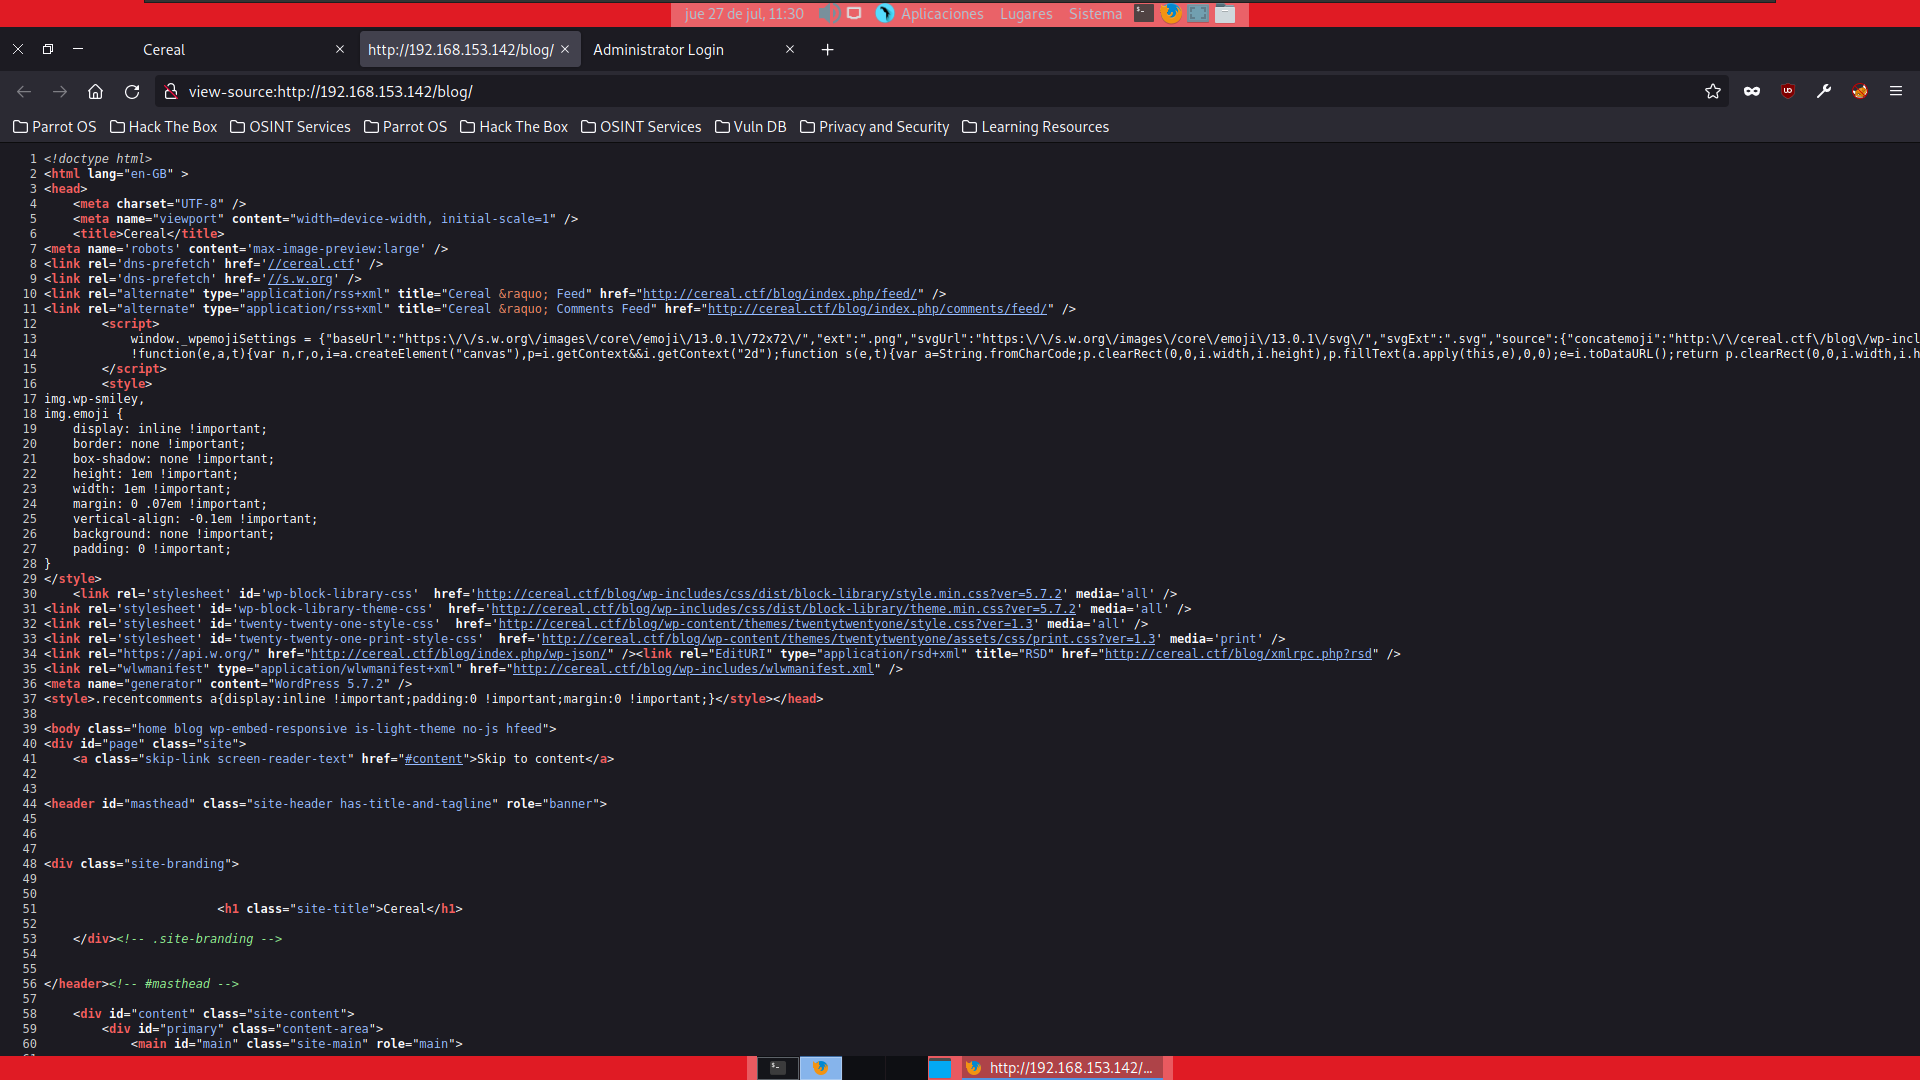 jue 27 de jul, 11:30 Aplicaciones Lugares Sistema
Cereal http://192.168.153.142/blog/ Administrator Login
view-source:http://192.168.153.142/blog/
Parrot OS Hack The Box OSINT Services Parrot OS Hack The Box OSINT Services Vuln DB Privacy and Security Learning Resources
1 <!doctype html>
2 <html lang="en-GB" >
3 <head>
4 <meta charset="UTF-8" />
5 <meta name="viewport" content="width=device-width, initial-scale=1" />
6 <title>Cereal</title>
7 <meta name='robots' content='max-image-preview:large' />
8 <link rel='dns-prefetch' href='//cereal.ctf' />
9 <link rel='dns-prefetch' href='//s.w.org' />
10 <link rel="alternate" type="application/rss+xml" title="Cereal &raquo; Feed" href="http://cereal.ctf/blog/index.php/feed/" />
11 <link rel="alternate" type="application/rss+xml" title="Cereal &raquo; Comments Feed" href="http://cereal.ctf/blog/index.php/comments/feed/" />
12 <script>
13 window._wpemojiSettings = {"baseUrl":"https:\/\/s.w.org\/images\/core\/emoji\/13.0.1\/72x72\/","ext":".png","svgUrl":"https:\/\/s.w.org\/images\/core\/emoji\/13.0.1\/svg\/","svgExt":".svg","source":{"concatemoji":"http:\/\/cereal.ctf\/blog\/wp-incl
14 !function(e,a,t){var n,r,o,i=a.createElement("canvas"),p=i.getContext&&i.getContext("2d");function s(e,t){var a=String.fromCharCode;p.clearRect(0,0,i.width,i.height),p.fillText(a.apply(this,e),0,0);e=i.toDataURL();return p.clearRect(0,0,i.width,i.h
15 </script>
16 <style>
17 img.wp-smiley,
18 img.emoji {
19 display: inline !important;
20 border: none !important;
21 box-shadow: none !important;
22 height: 1em !important;
23 width: 1em !important;
24 margin: 0 .07em !important;
25 vertical-align: -0.1em !important;
26 background: none !important;
27 padding: 0 !important;
28 }
29 </style>
30 <link rel='stylesheet' id='wp-block-library-css' href='http://cereal.ctf/blog/wp-includes/css/dist/block-library/style.min.css?ver=5.7.2' media='all' />
31 <link rel='stylesheet' id='wp-block-library-theme-css' href='http://cereal.ctf/blog/wp-includes/css/dist/block-library/theme.min.css?ver=5.7.2' media='all' />
32 <link rel='stylesheet' id='twenty-twenty-one-style-css' href='http://cereal.ctf/blog/wp-content/themes/twentytwentyone/style.css?ver=1.3' media='all' />
33 <link rel='stylesheet' id='twenty-twenty-one-print-style-css' href='http://cereal.ctf/blog/wp-content/themes/twentytwentyone/assets/css/print.css?ver=1.3' media='print' />
34 <link rel="https://api.w.org/" href="http://cereal.ctf/blog/index.php/wp-json/" /><link rel="EditURI" type="application/rsd+xml" title="RSD" href="http://cereal.ctf/blog/xmlrpc.php?rsd" />
35 <link rel="wlwmanifest" type="application/wlwmanifest+xml" href="http://cereal.ctf/blog/wp-includes/wlwmanifest.xml" />
36 <meta name="generator" content="WordPress 5.7.2" />
37 <style>.recentcomments a{display:inline !important;padding:0 !important;margin:0 !important;}</style></head>
38
39 <body class="home blog wp-embed-responsive is-light-theme no-js hfeed">
40 <div id="page" class="site">
41 <a class="skip-link screen-reader-text" href="#content">Skip to content</a>
42
43
44 <header id="masthead" class="site-header has-title-and-tagline" role="banner">
45
46
47
48 <div class="site-branding">
49
50
51 <h1 class="site-title">Cereal</h1>
52
53 </div><!-- .site-branding -->
54
55
56 </header><!-- #masthead -->
57
58 <div id="content" class="site-content">
59 <div id="primary" class="content-area">
60 <main id="main" class="site-main" role="main">
http://192.168.153.142/...